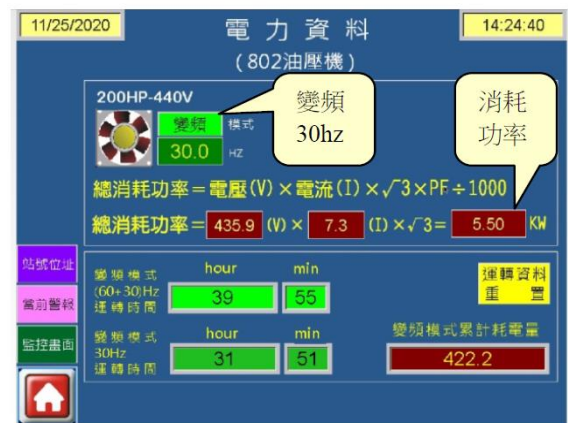 11/25/2020
電力資料
14:24:40
(802油壓機)
200HP-440V
變頻
30hz
消耗
功率
變頻 模式
30.0 HZ
總消耗功率=電壓(V)×電流(I)×√3×PF÷1000
總消耗功率= 435.9 (V)× 7.3 (I)×√3= 5.50 KW
站號位址
當前警報
監控畫面
變頻模式
(60+30)Hz
運轉時間
hour min
39 55
運轉資料
重 置
變頻模式
30Hz
運轉時間
hour min
31 51
變頻模式累計耗電量
422.2